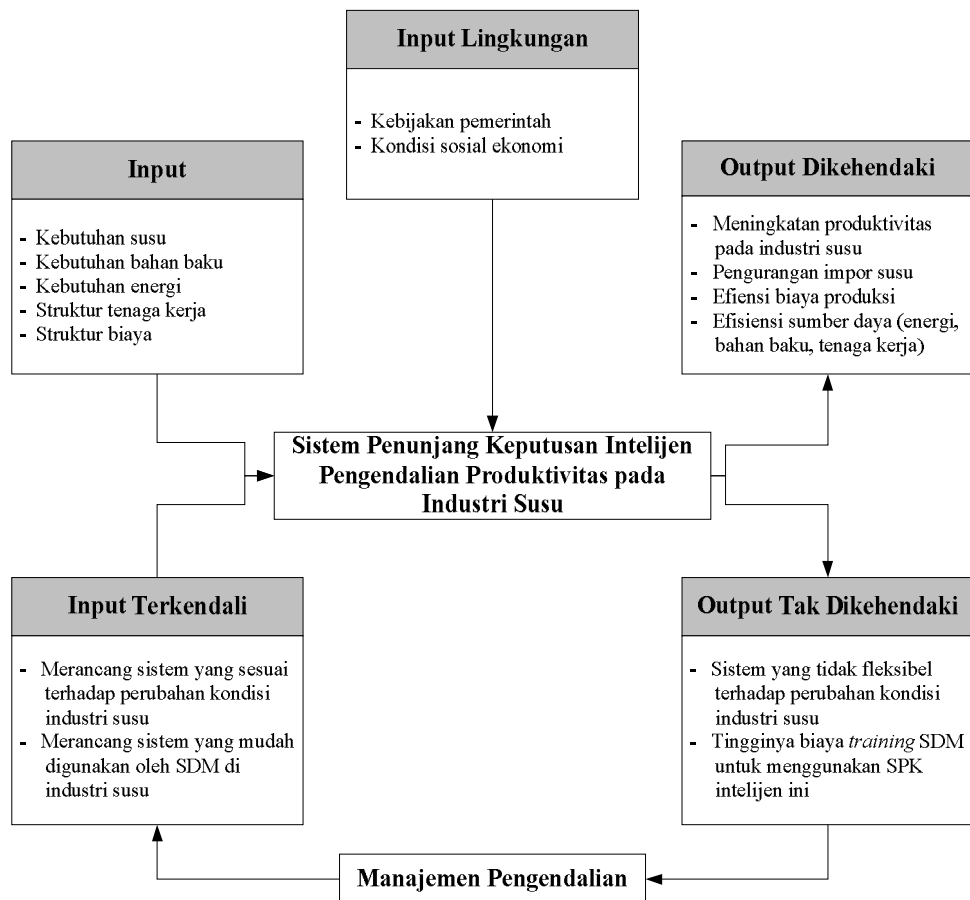 Input Lingkungan
- Kebijakan pemerintah
- Kondisi sosial ekonomi
Input
- Kebutuhan susu
- Kebutuhan bahan baku
- Kebutuhan energi
- Struktur tenaga kerja
- Struktur biaya
Output Dikehendaki
- Meningkatan produktivitas
pada industri susu
- Pengurangan impor susu
- Efiensi biaya produksi
- Efisiensi sumber daya (energi,
bahan baku, tenaga kerja)
Sistem Penunjang Keputusan Intelijen
Pengendalian Produktivitas pada
Industri Susu
Input Terkendali
- Merancang sistem yang sesuai
terhadap perubahan kondisi
industri susu
- Merancang sistem yang mudah
digunakan oleh SDM di
industri susu
Output Tak Dikehendaki
- Sistem yang tidak fleksibel
terhadap perubahan kondisi
industri susu
- Tingginya biaya training SDM
untuk menggunakan SPK
intelijen ini
Manajemen Pengendalian